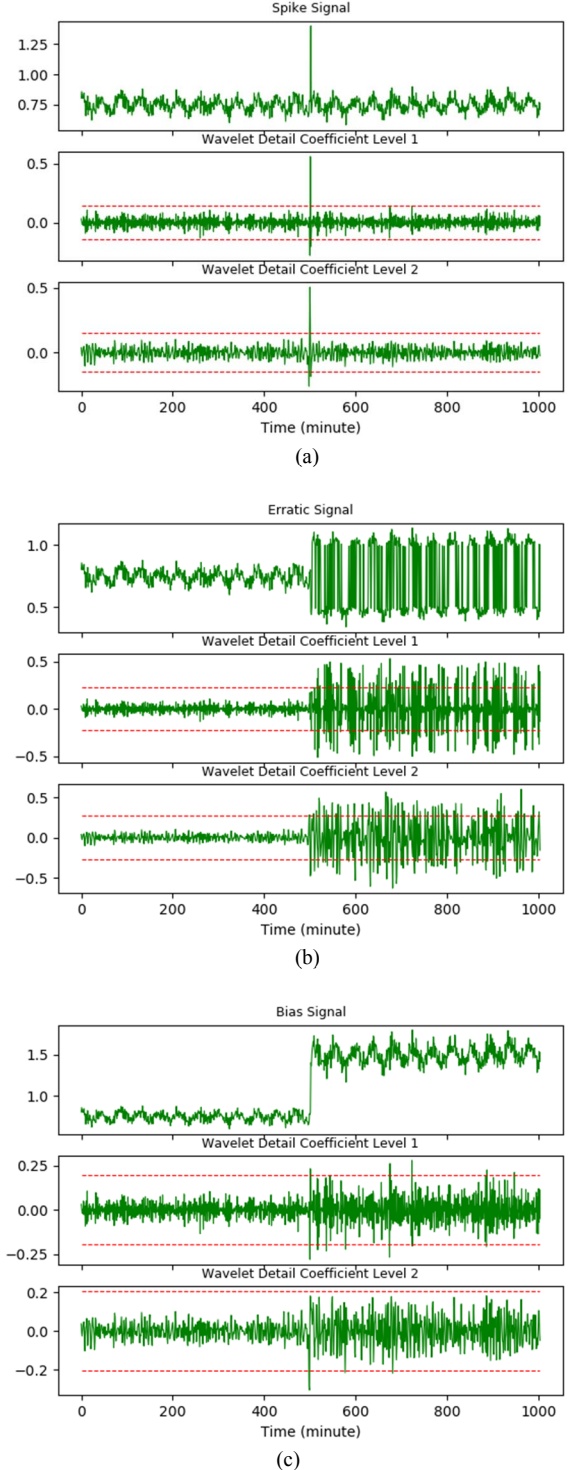 Spike Signal
1.25
1.00
0.75
Wavelet Detail Coefficient Level 1
0.5
0.0
Wavelet Detail Coefficient Level 2
0.5
0.0
0 200 400 600 800 1000
Time (minute)
(a)
Erratic Signal
1.0
0.5
Wavelet Detail Coefficient Level 1
0.5
0.0
−0.5
Wavelet Detail Coefficient Level 2
0.5
0.0
−0.5
0 200 400 600 800 1000
Time (minute)
(b)
Bias Signal
1.5
1.0
Wavelet Detail Coefficient Level 1
0.25
0.00
−0.25
Wavelet Detail Coefficient Level 2
0.2
0.0
−0.2
0 200 400 600 800 1000
Time (minute)
(c)